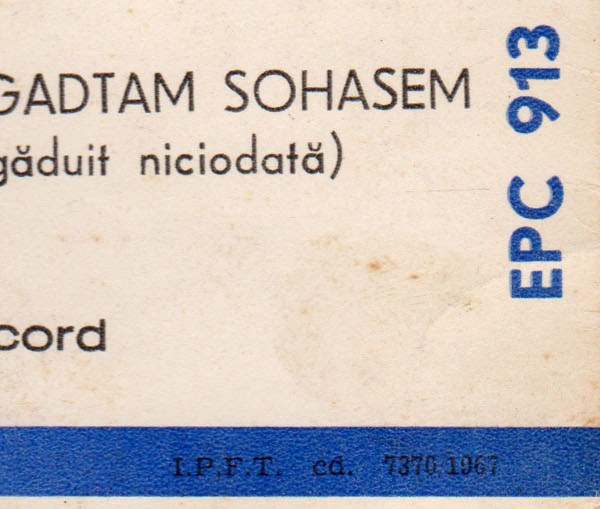 GADTAM SOHASEM
găduit niciodată)
EPC 913
cord
I.P.F.T. cd. 7370 1967